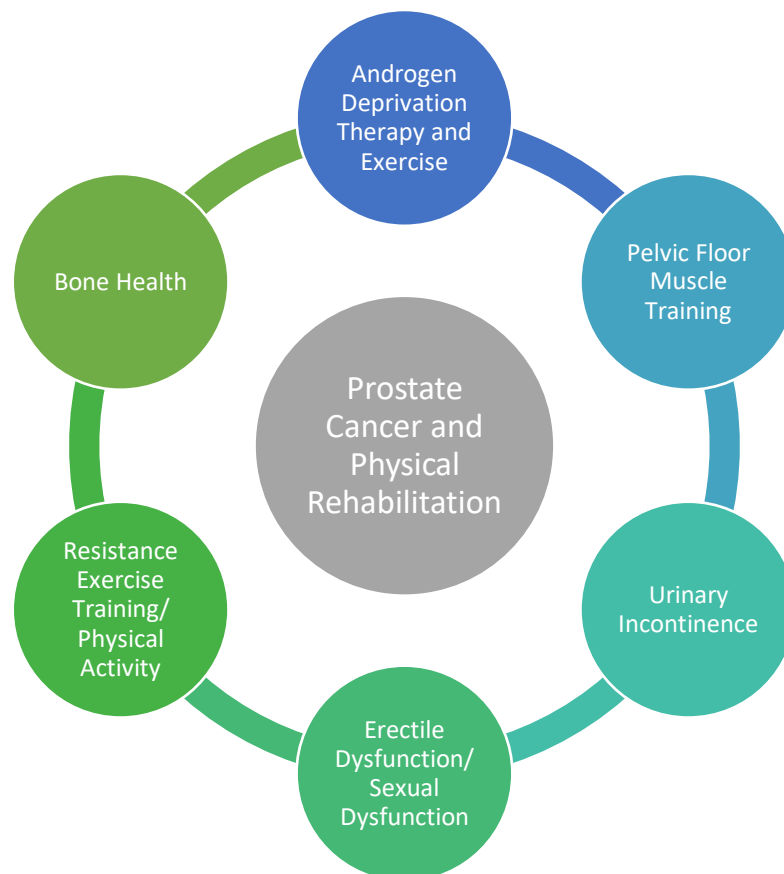 Androgen
Deprivation
Therapy and
Exercise
Pelvic Floor
Muscle
Training
Urinary
Incontinence
Erectile
Dysfunction/
Sexual
Dysfunction
Resistance
Exercise
Training/
Physical
Activity
Bone Health
Prostate
Cancer and
Physical
Rehabilitation